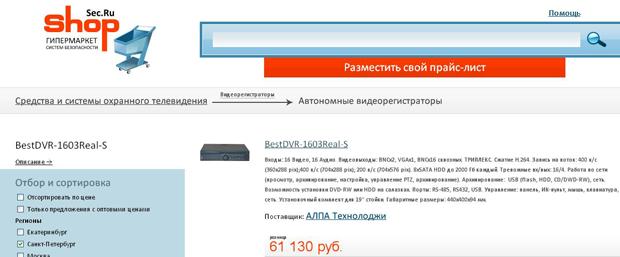 Sec.Ru
Shop
ГИПЕРМАРКЕТ
СИСТЕМ БЕЗОПАСНОСТИ
Помощь
Разместить свой прайс-лист
Средства и системы охранного телевидения
Видеорегистраторы
Автономные видеорегистраторы
BestDVR-1603Real-S
Описание →
Отбор и сортировка
Отсортировать по цене
Только предложения с оптовыми ценами
Регионы
Екатеринбург
Санкт-Петербург
Москва
BestDVR-1603Real-S
Входы: 16 Видео, 16 Аудио. Видеовыходы: BNCx2, VGAx1, BNCx16 сквозных ТРИПЛЕКС. Сжатие H.264. Запись на поток: 400 к/с
(360x288 pix);400 к/с (704x288 pix); 200 к/с (704x576 pix). 8xSATA HDD до 2000 Гб каждый. Тревожные вх/вых: 16/4. Работа по сети
(просмотр, архивирование, настройка, управление PTZ, архивирование). Архивирование: USB (flash, HDD, CD/DWD-RW), сеть.
Возможность установки DVD-RW или HDD на салазках. Порты: RS-485, RS432, USB. Управление: панель, ИК-пульт, мышь, клавиатура,
сеть. Установочный комплект для 19" стойки. Габаритные размеры: 440x400x94 мм.
Поставщик: АЛПА Технолоджи
розница
61 130 руб.